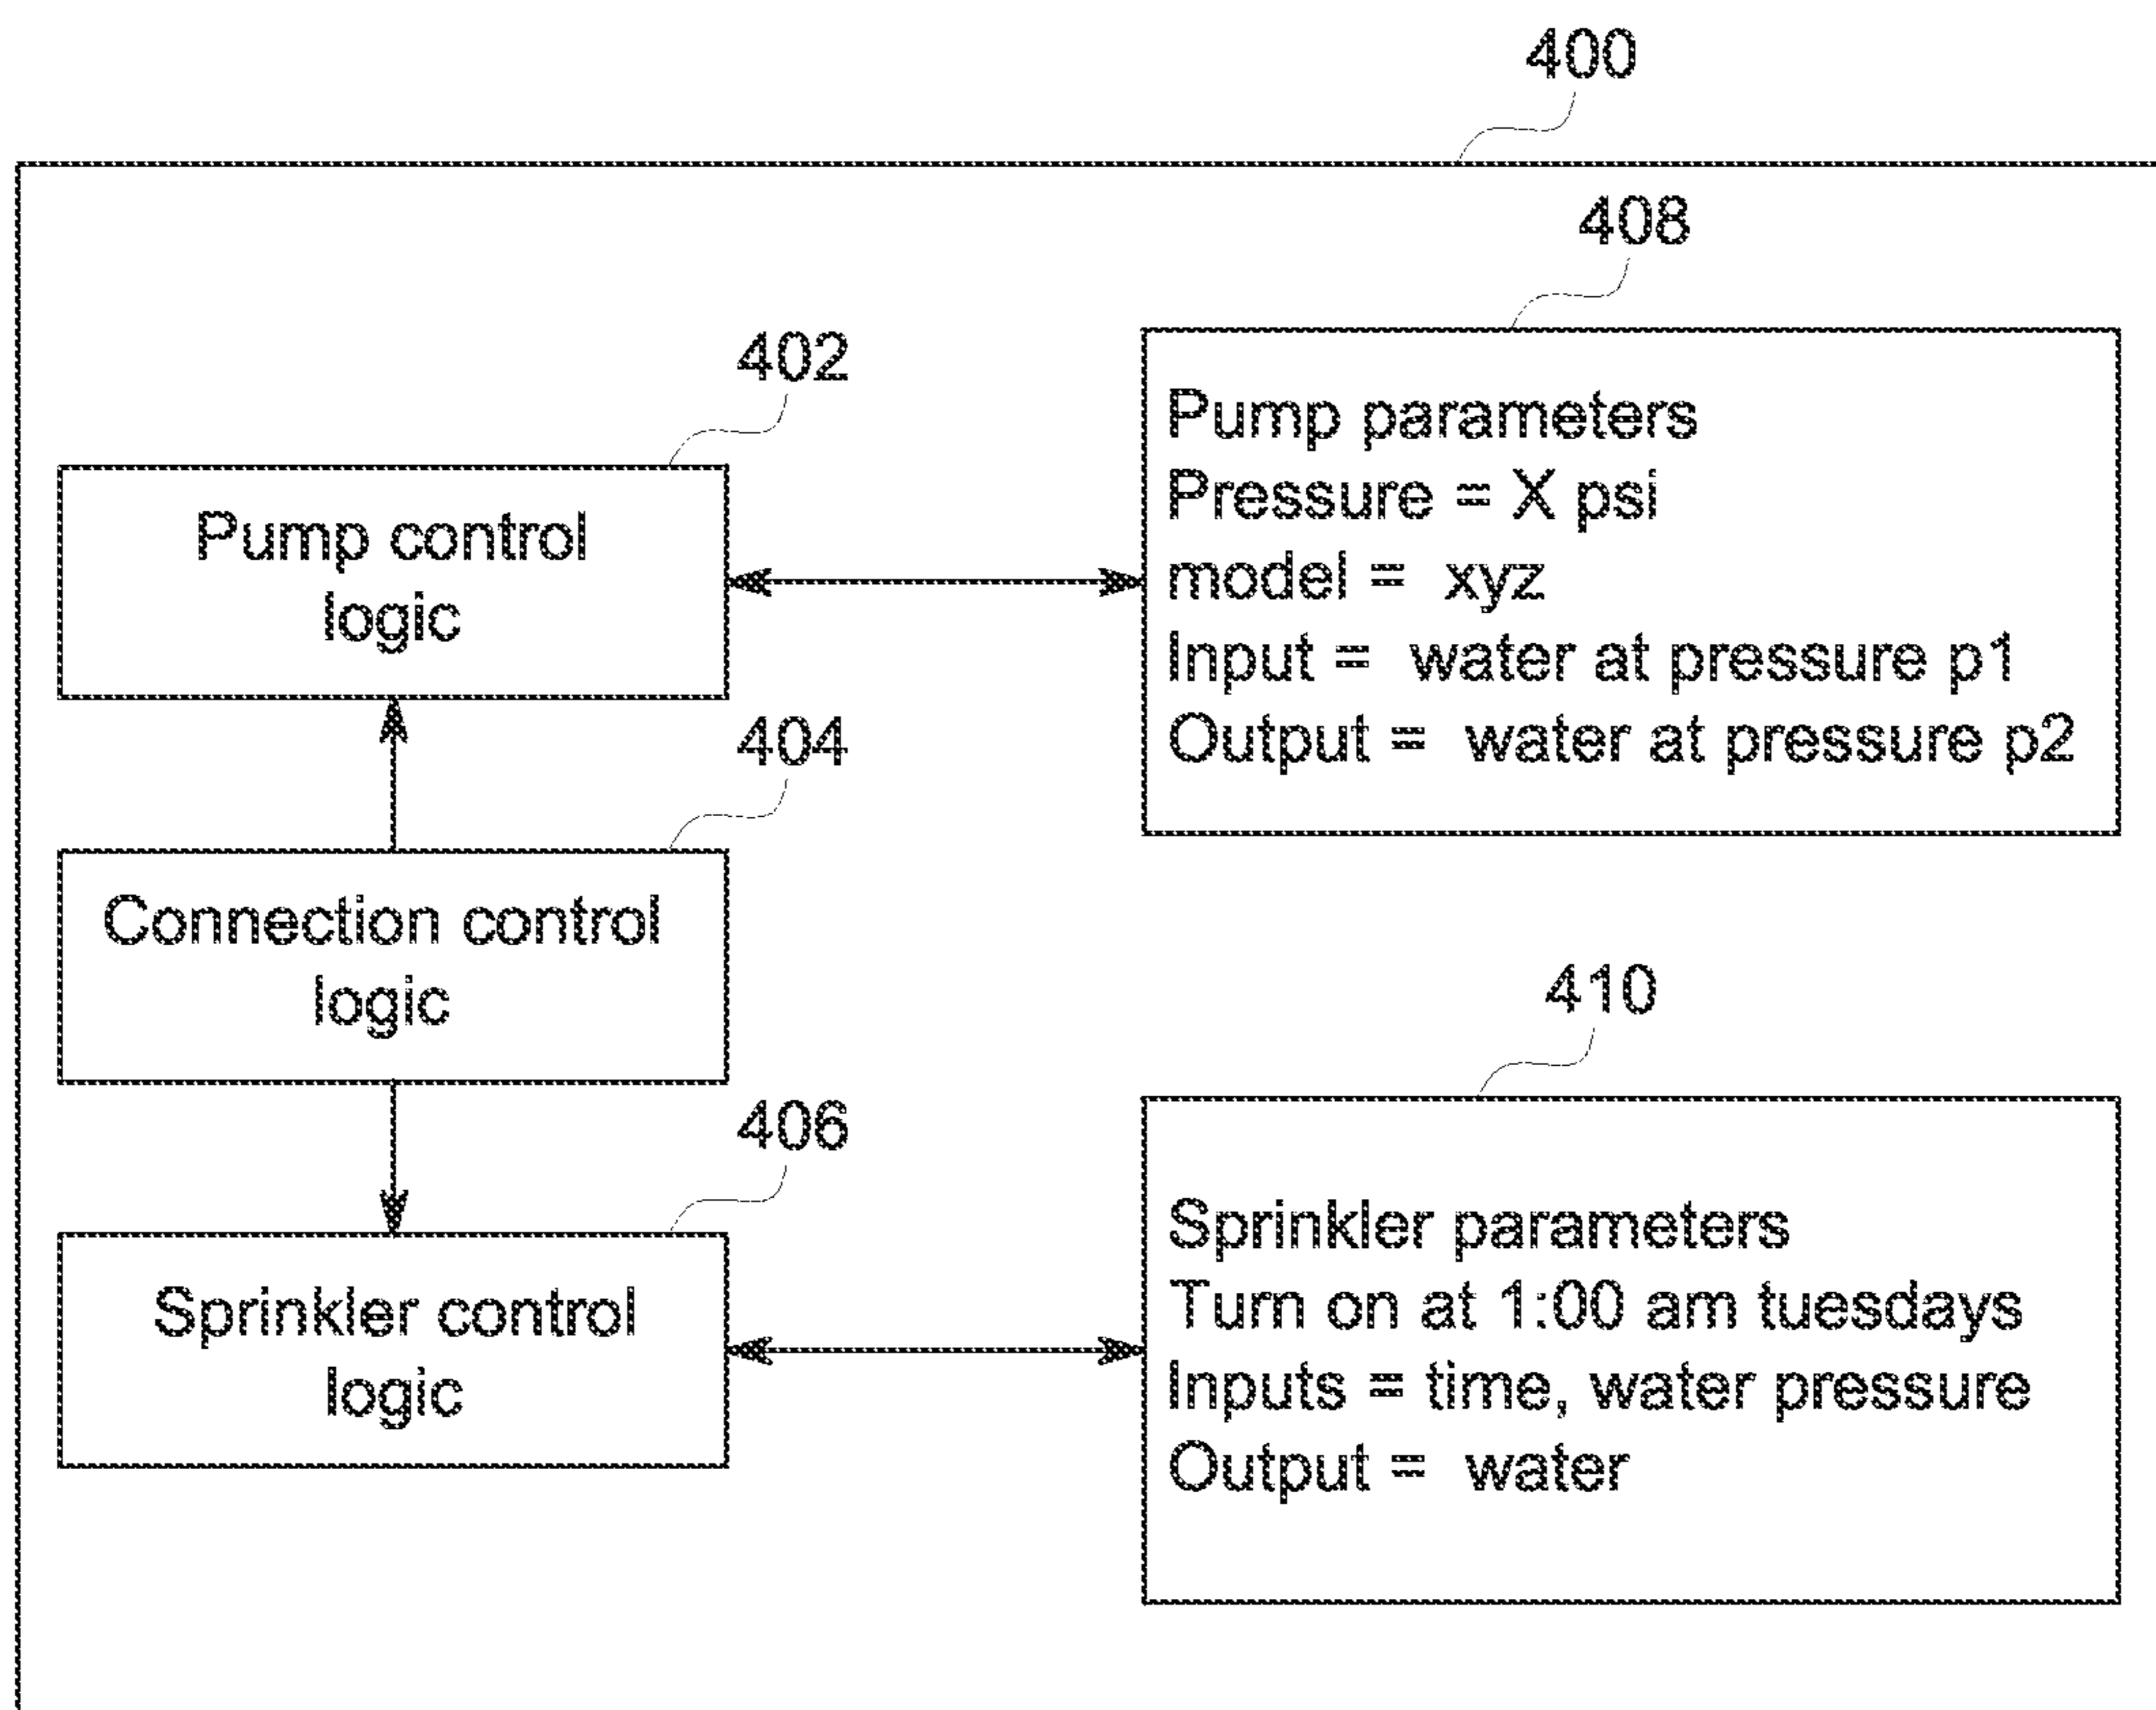 400
408
402
Pump parameters
Pressure = X psi
model = xyz
Input = water at pressure p1
Output = water at pressure p2
Pump control
logic
404
Connection control
logic
410
406
Sprinkler parameters
Turn on at 1:00 am tuesdays
Inputs = time, water pressure
Output = water
Sprinkler control
logic